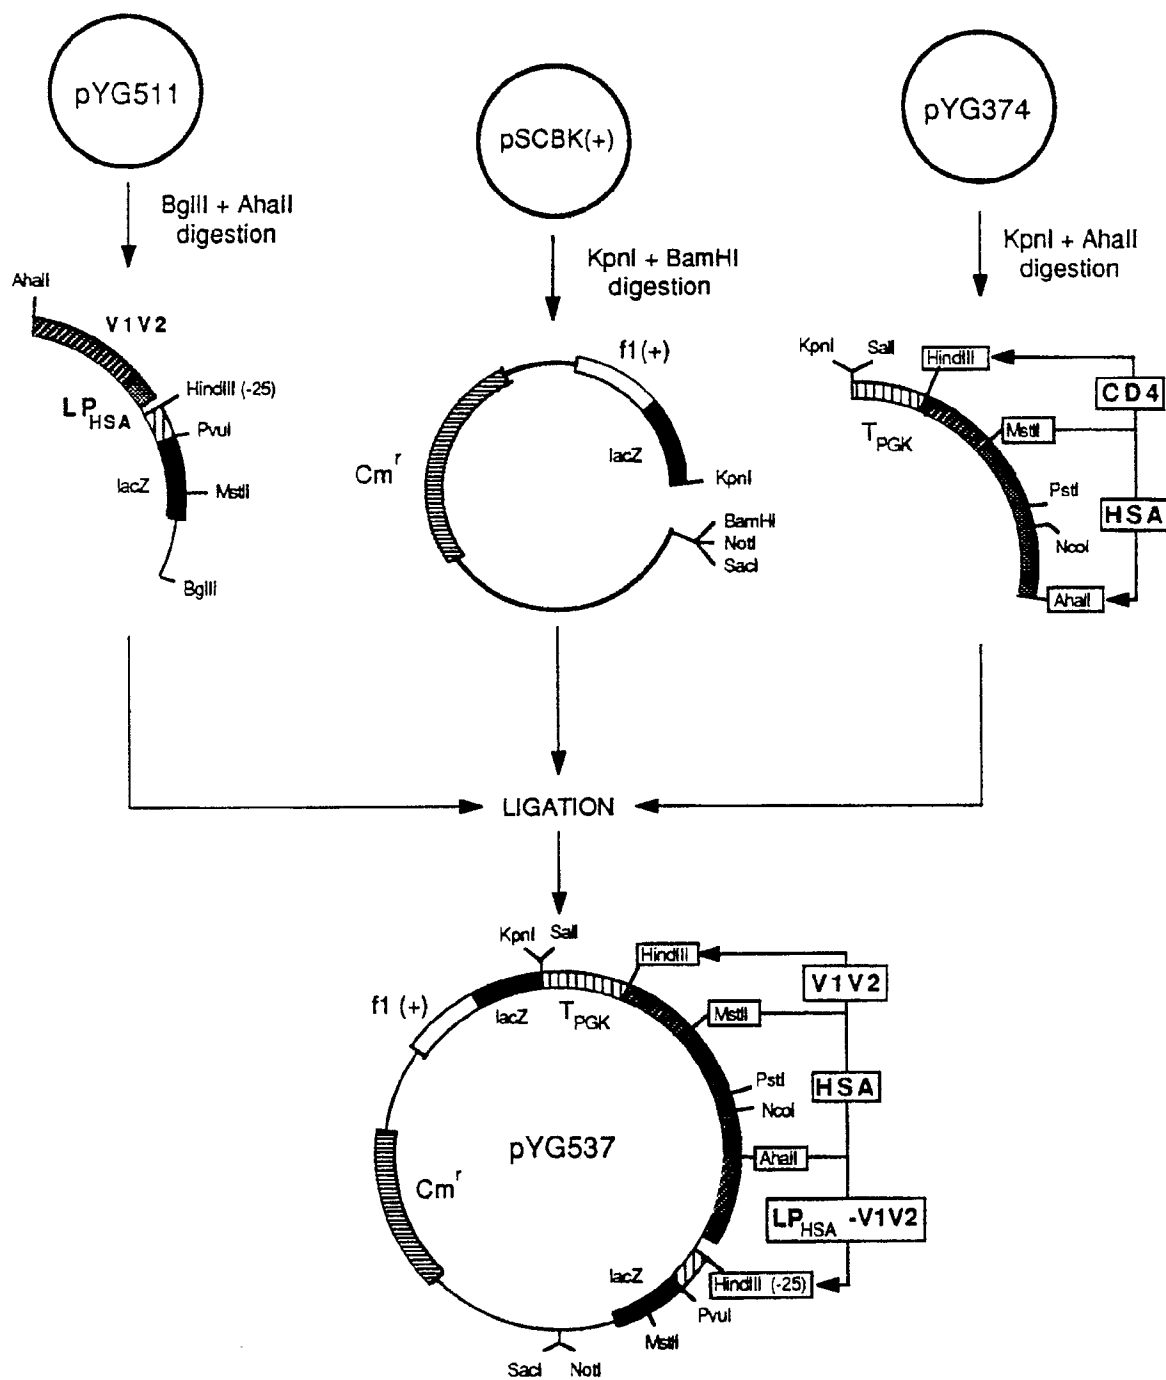 pYG511
pSCBK(+)
pYG374
BglII + AhaII
digestion
KpnI + BamHI
digestion
KpnI + AhaII
digestion
AhaII
V1V2
HindIII (-25)
LP HSA
PvuI
lacZ
MstII
BglII
f1 (+)
Cm r
lacZ
KpnI
BamHI
NotI
SacI
KpnI
SalI
HindIII
CD4
T PGK
MstII
PstI
HSA
NcoI
AhaII
LIGATION
KpnI
SalI
HindIII
V1V2
f1 (+)
lacZ
T PGK
MstII
PstI
HSA
NcoI
pYG537
AhaII
Cm r
LP HSA -V1V2
lacZ
HindIII (-25)
PvuI
MstII
SacI
NotI